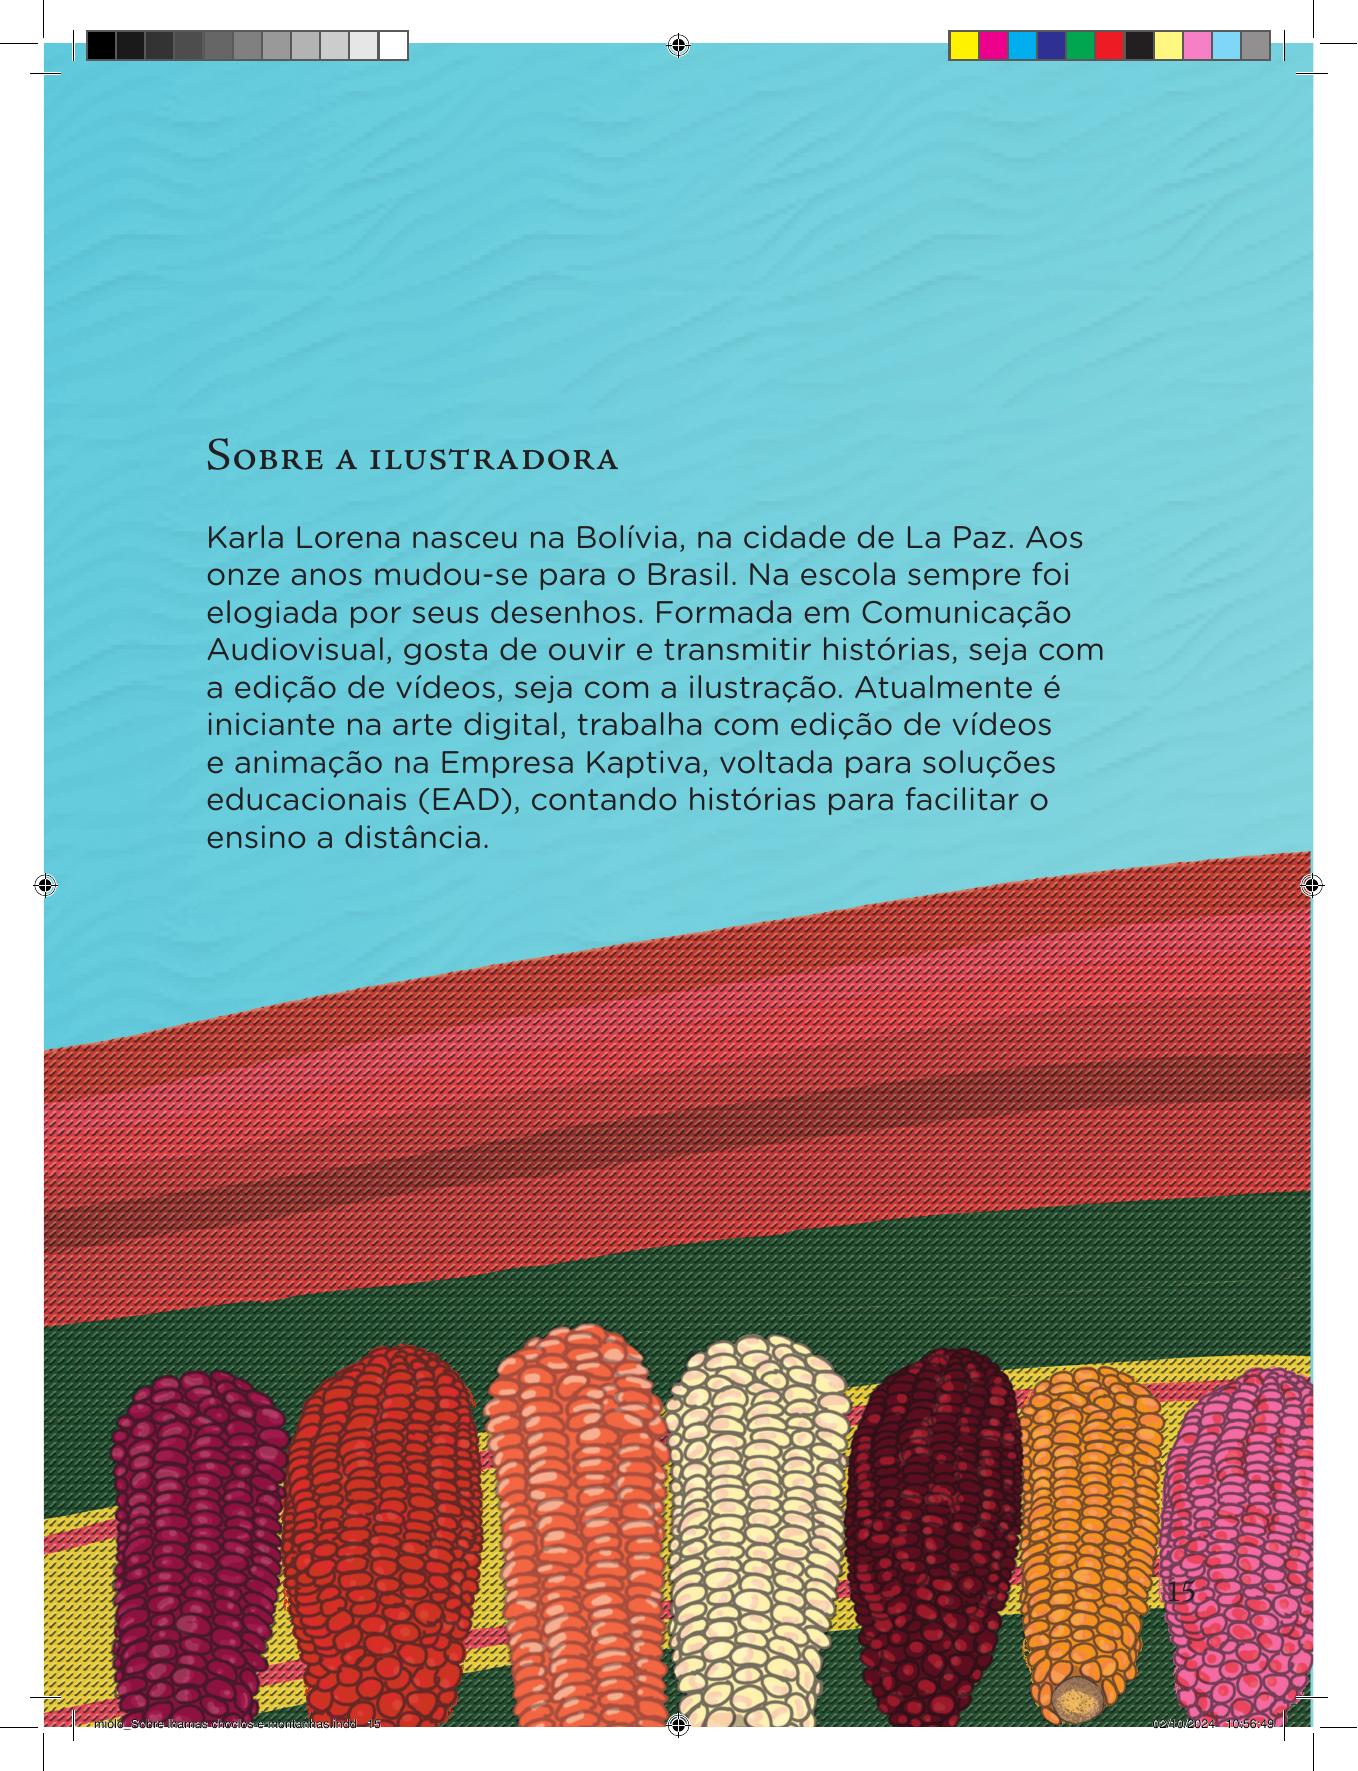 Sobre a ilustradora
Karla Lorena nasceu na Bolívia, na cidade de La Paz. Aos
onze anos mudou-se para o Brasil. Na escola sempre foi
elogiada por seus desenhos. Formada em Comunicação
Audiovisual, gosta de ouvir e transmitir histórias, seja com
a edição de vídeos, seja com a ilustração. Atualmente é
iniciante na arte digital, trabalha com edição de vídeos
e animação na Empresa Kaptiva, voltada para soluções
educacionais (EAD), contando histórias para facilitar o
ensino a distância.
15
miolo_Sobre lhamas choclos e montanhas.indd 15
02/10/2024 10:56:49